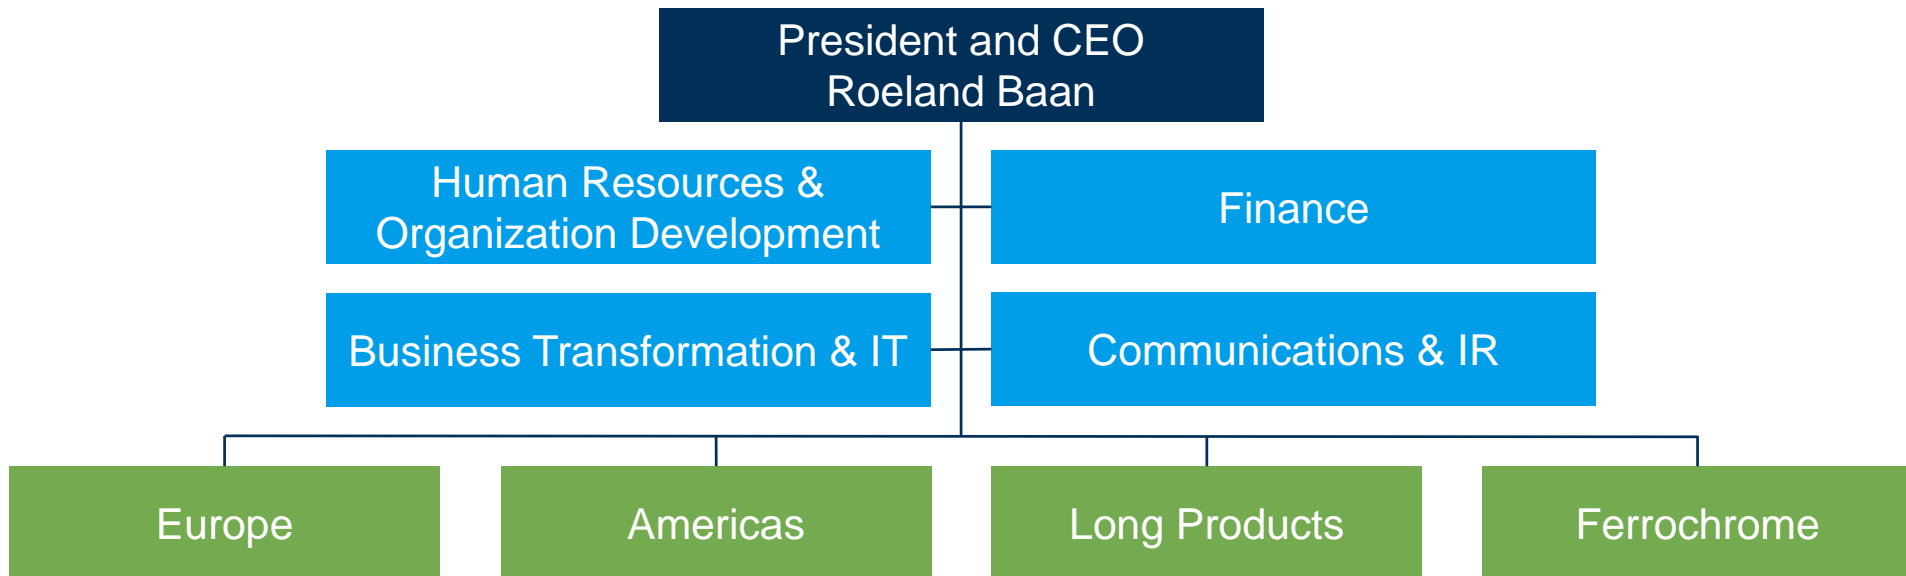 President and CEO
Roeland Baan
Human Resources &
Organization Development
Finance
Business Transformation & IT
Communications & IR
Europe
Americas
Long Products
Ferrochrome